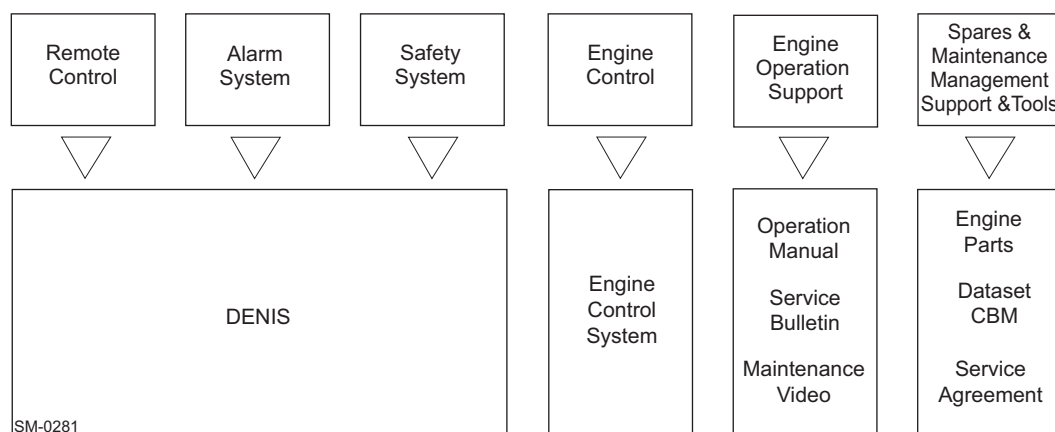 Remote
Control
Alarm
System
Safety
System
Engine
Control
Engine
Operation
Support
Spares &
Maintenance
Management
Support &Tools
DENIS
Engine
Control
System
Operation
Manual
Service
Bulletin
Maintenance
Video
Engine
Parts
Dataset
CBM
Service
Agreement
SM-0281